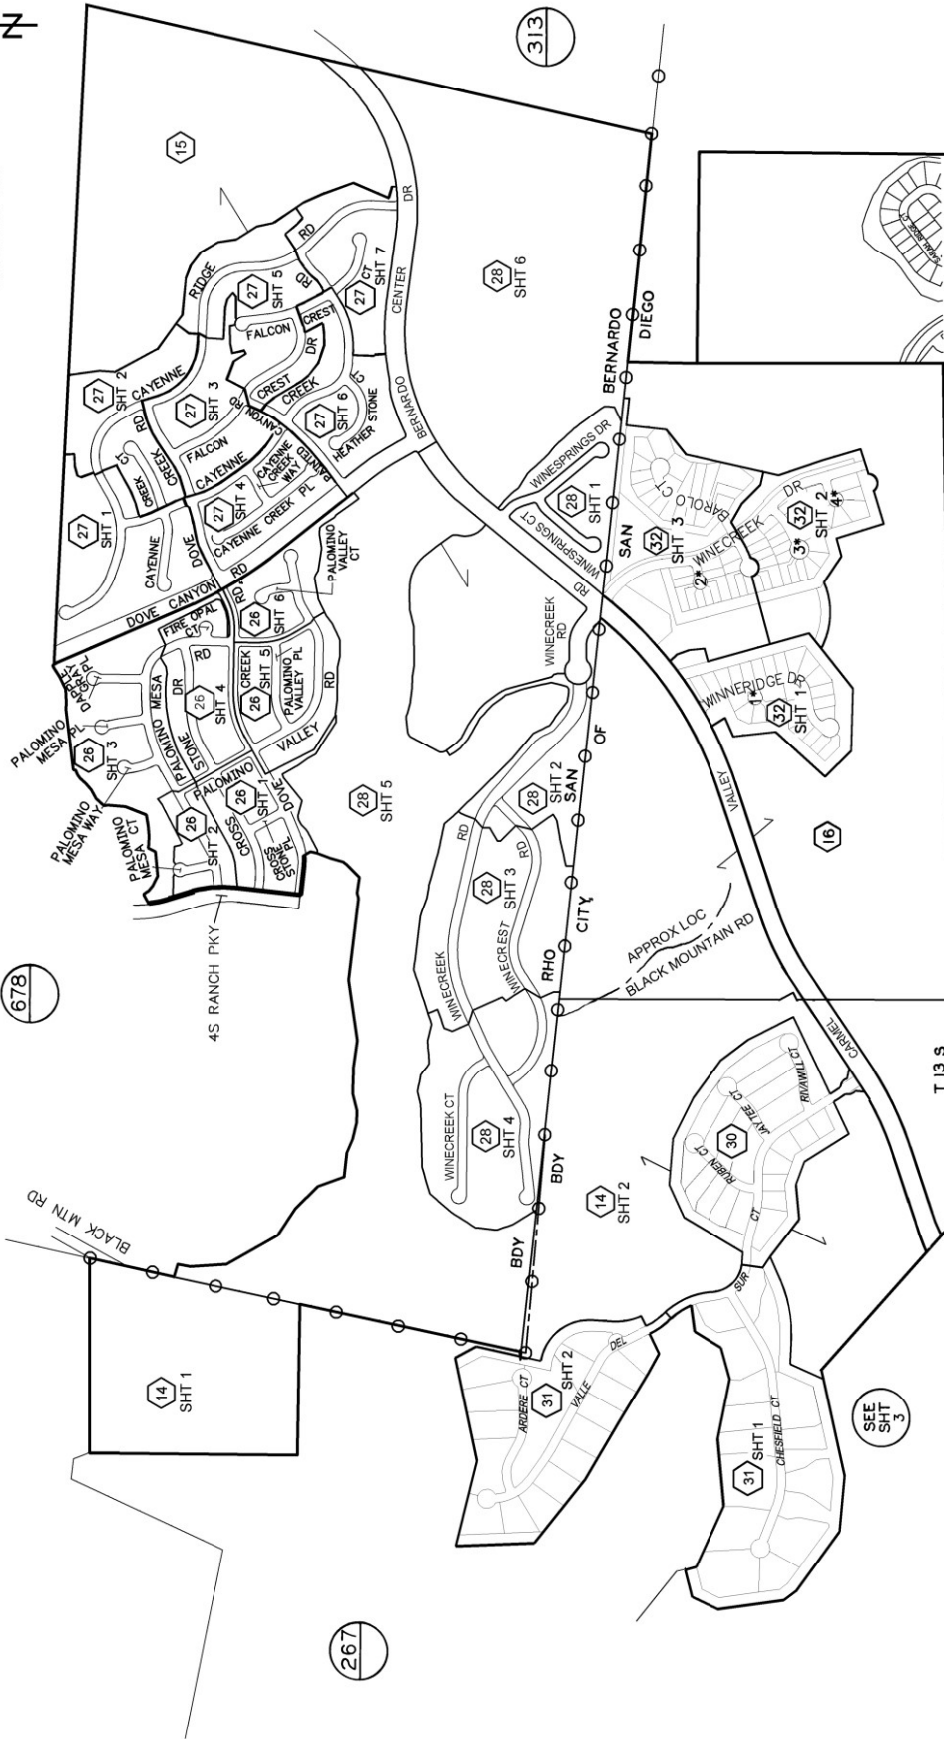 N
313
15
RIDGE
RD
27
SHT 5
RD
CT
27
SHT 7
CENTER
DR
28
SHT 6
BERNARDO
DIEGO
SARAH RIDGE CT
27
SHT 2
CAYENNE
27
SHT 3
FALCON
CREST
DR
CREST
CREEK
27
SHT 6
CT
HEATHER STONE
BERNARDO
RD
CREEK
CT
CREEK
FALCON
CANYON RD
CAYENNE
CAYENNE CREEK WAY
PAINTED
27
SHT 1
27
SHT 4
CAYENNE CREEK PL
CAYENNE
DOVE
DOVE CANYON
RD
WINESPRINGS DR
28
SHT 1
WINESPRINGS CT
SAN
BAROLO CT
32
SHT 3
WINECREEK
DR
32
SHT 2
4*
3*
2*
RD
PALOMINO VALLEY CT
FIRE OPAL CT
RD
26
SHT 6
DAPPLE GRAY PL
PALOMINO MESA PL
26
SHT 3
PALOMINO MESA
STONE
DR
RD
26
SHT 4
CREEK
26
SHT 5
PALOMINO VALLEY PL
RD
VALLEY
WINECREEK RD
WINNERIDGE DR
1*
32
SHT 1
PALOMINO MESA WAY
PALOMINO MESA CT
26
SHT 2
PALOMINO
CROSS
26
SHT 1
DOVE
CROSS STONE PL
28
SHT 5
28
SHT 2
SAN
OF
VALLEY
16
RD
28
SHT 3
WINECREEK
WINECREST
RD
RHO
CITY
APPROX LOC
BLACK MOUNTAIN RD
678
4S RANCH PKY
WINECREEK CT
28
SHT 4
BDY
BDY
CARMEL
T 13 S
RIVAWILL CT
JAYTEE CT
30
RUBEN CT
CT
14
SHT 2
BLACK MTN RD
14
SHT 1
SUR
DEL
VALLE
ARDERE CT
31
SHT 2
CHESFIELD CT
31
SHT 1
SEE
SHT
3
267